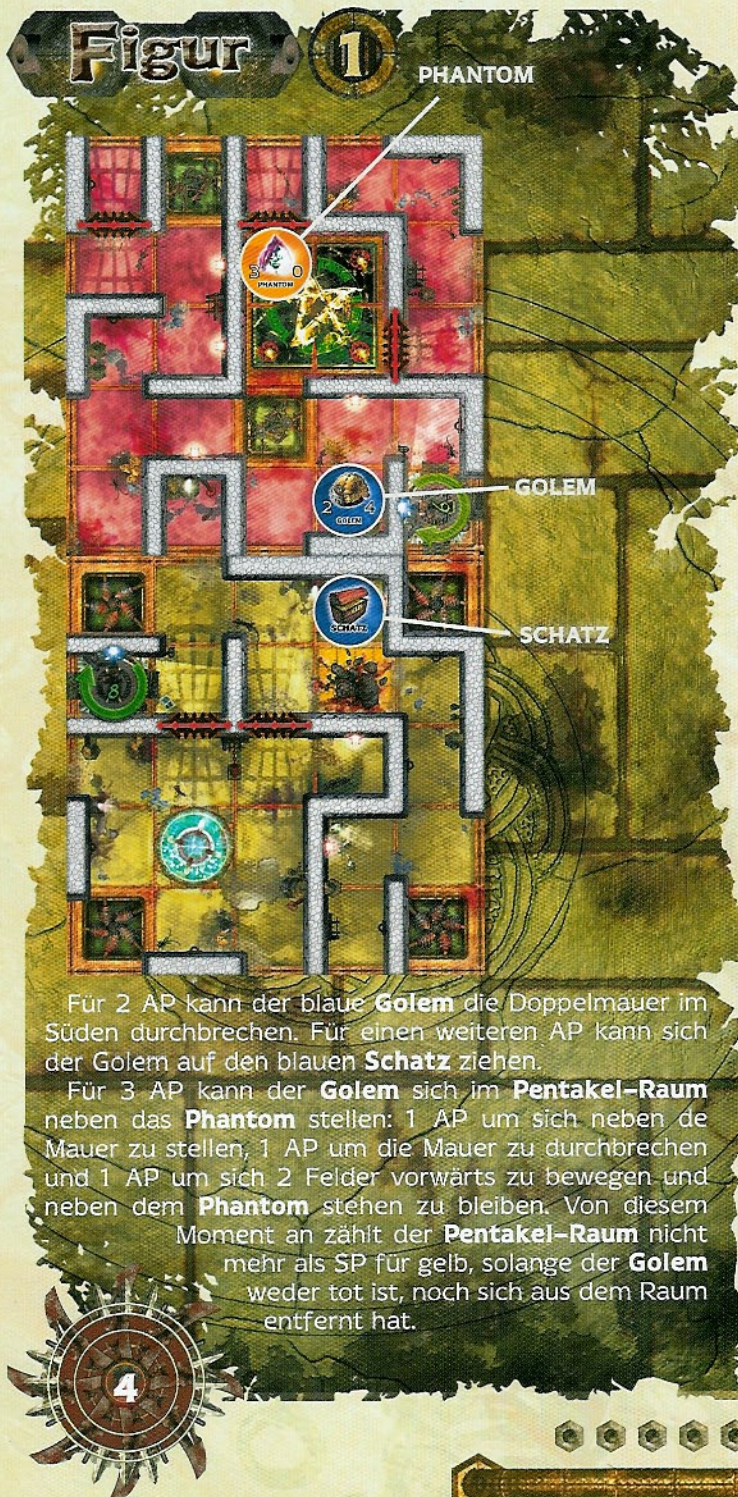 Figur 1
PHANTOM
3 0
PHANTOM
2 4
GOLEM
GOLEM
9
SCHATZ
SCHATZ
8
Für 2 AP kann der blaue Golem die Doppelmauer im
Süden durchbrechen. Für einen weiteren AP kann sich
der Golem auf den blauen Schatz ziehen.
Für 3 AP kann der Golem sich im Pentakel-Raum
neben das Phantom stellen: 1 AP um sich neben de
Mauer zu stellen, 1 AP um die Mauer zu durchbrechen
und 1 AP um sich 2 Felder vorwärts zu bewegen und
neben dem Phantom stehen zu bleiben. Von diesem
Moment an zählt der Pentakel-Raum nicht
mehr als SP für gelb, solange der Golem
weder tot ist, noch sich aus dem Raum
entfernt hat.
4